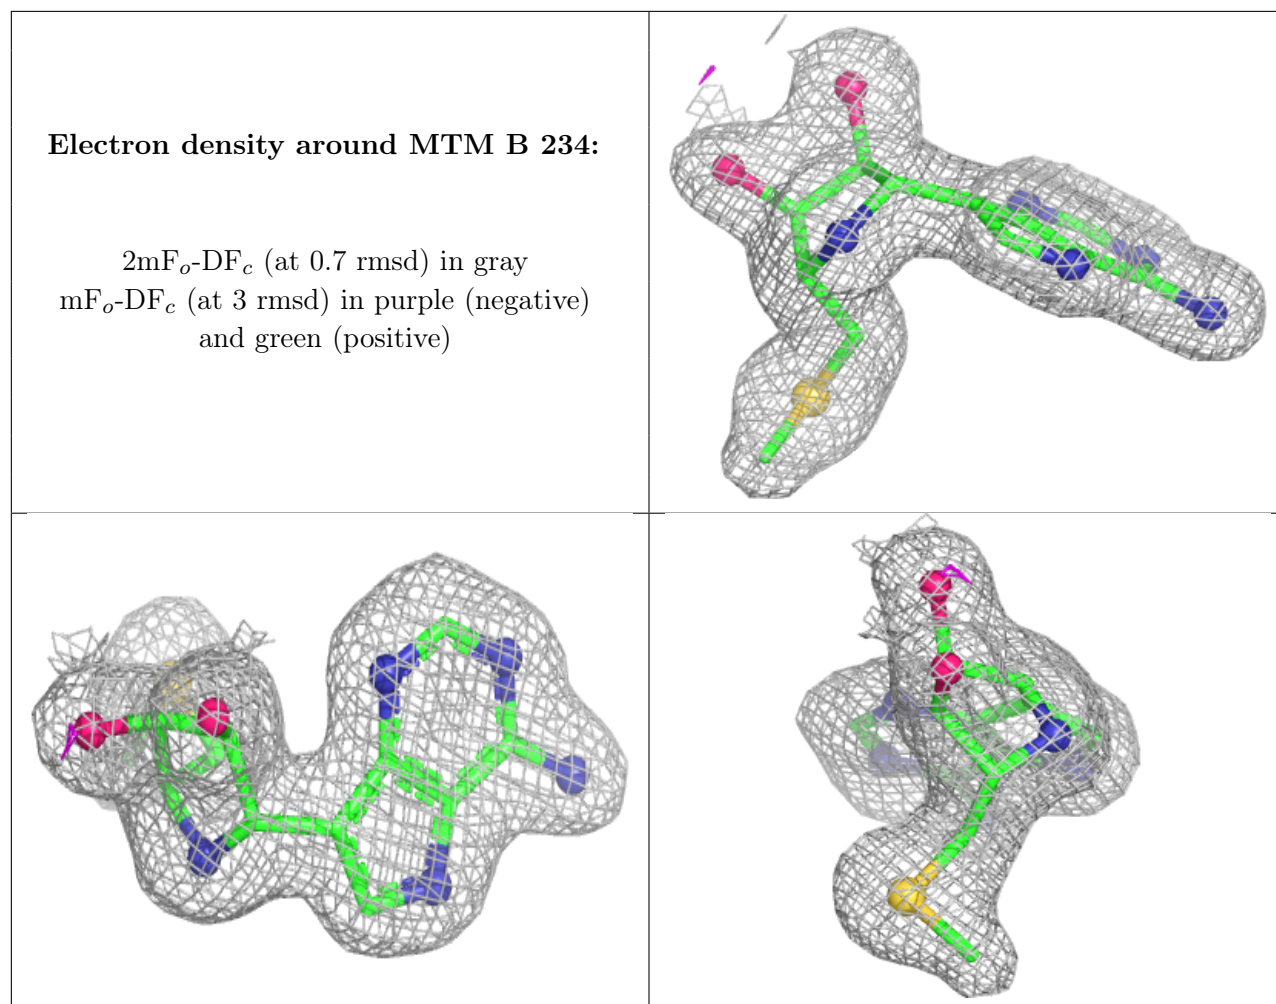 Electron density around MTM B 234:
2mFo-DFc (at 0.7 rmsd) in gray
mFo-DFc (at 3 rmsd) in purple (negative)
and green (positive)